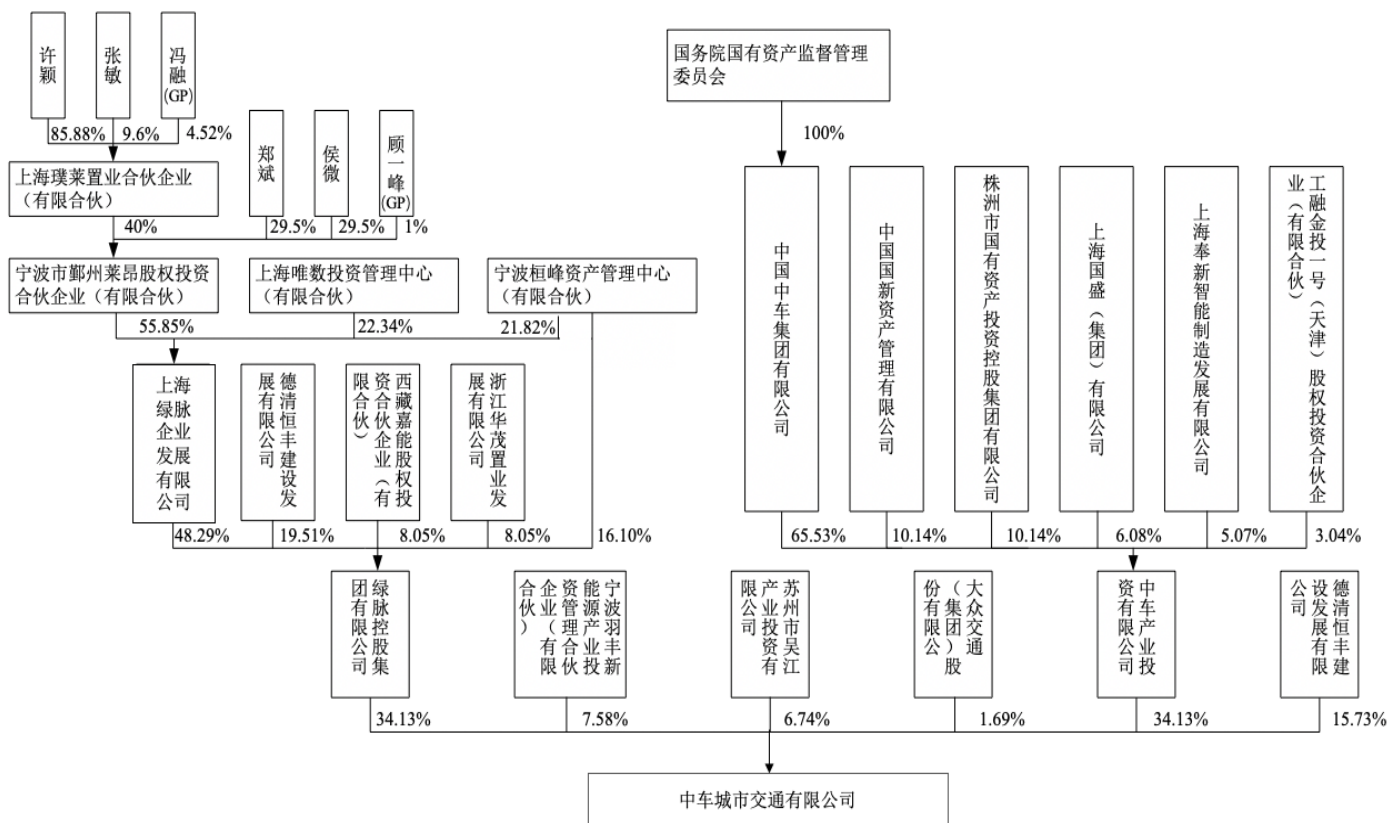 许颖
张敏
冯融(GP)
国务院国有资产监督管理
委员会
85.88%
9.6%
4.52%
100%
郑斌
侯微
顾一峰(GP)
上海璞莱置业合伙企业
（有限合伙）
40%
29.5%
29.5%
1%
宁波市鄞州莱昂股权投资
合伙企业（有限合伙）
上海唯数投资管理中心
（有限合伙）
宁波桓峰资产管理中心
（有限合伙）
中国中车集团有限公司
中国国新资产管理有限公司
株洲市国有资产投资控股集团有限公司
上海国盛（集团）有限公司
上海奉新智能制造发展有限公司
工融金投一号（天津）股权投资合伙企
业（有限合伙）
55.85%
22.34%
21.82%
上海
绿脉
企业
发展
有限
公司
德清恒丰建设发
展有限公司
西藏嘉能股权投
资合伙企业（有
限合伙）
浙江华茂置业发
展有限公司
48.29%
19.51%
8.05%
8.05%
16.10%
65.53%
10.14%
10.14%
6.08%
5.07%
3.04%
绿脉控股集
团有限公司
宁波羽丰新
能源产业投
资管理合伙
企业（有限
合伙）
苏州市吴江
产业投资有
限公司
大众交通
（集团）股
份有限公
中车产业投
资有限公司
德清恒丰建
设发展有限
公司
34.13%
7.58%
6.74%
1.69%
34.13%
15.73%
中车城市交通有限公司